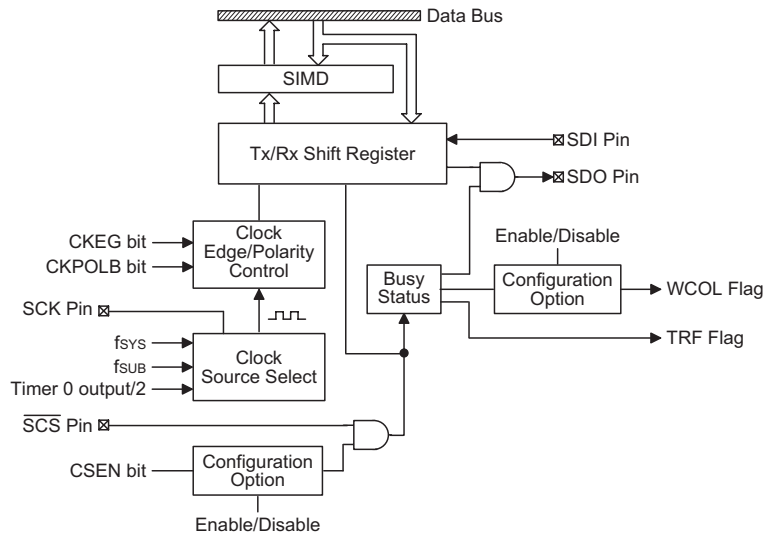 Data Bus
SIMD
Tx/Rx Shift Register
SDI Pin
SDO Pin
CKEG bit
CKPOLB bit
Clock
Edge/Polarity
Control
Enable/Disable
Busy
Status
Configuration
Option
WCOL Flag
TRF Flag
SCK Pin
fSYS
fSUB
Timer 0 output/2
Clock
Source Select
SCS Pin
CSEN bit
Configuration
Option
Enable/Disable